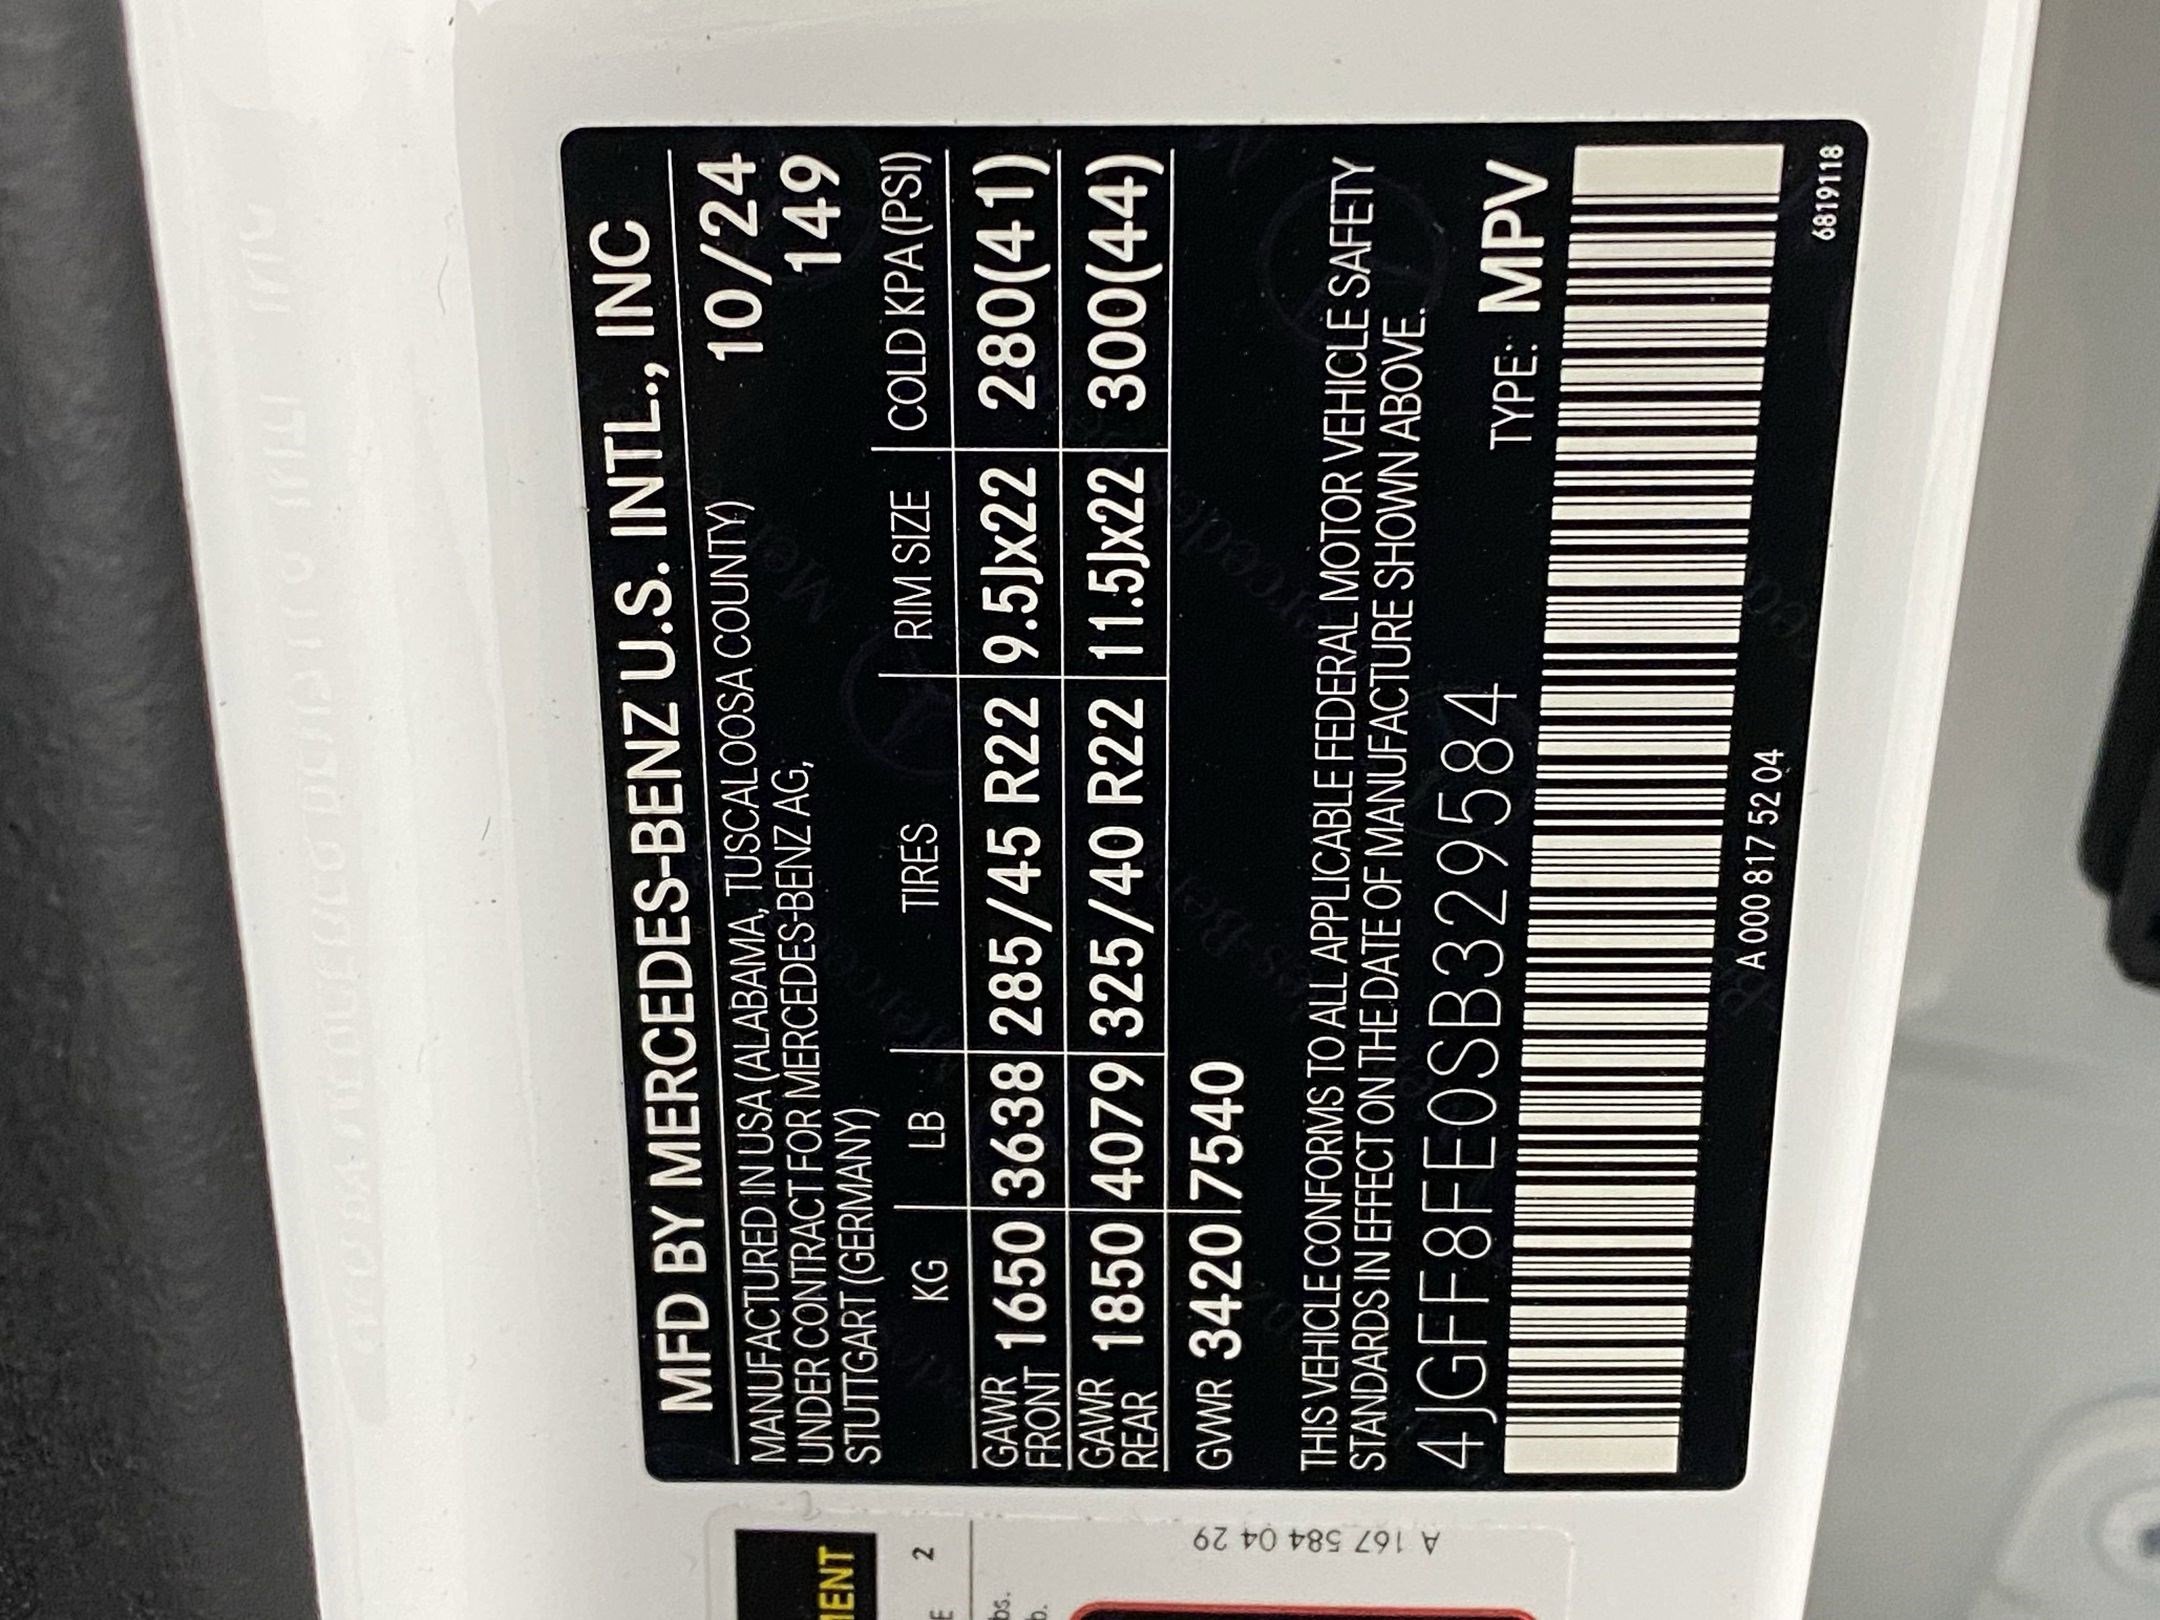 MFD BY MERCEDES-BENZ U.S. INTL., INC
MANUFACTURED IN USA (ALABAMA, TUSCALOOSA COUNTY) 10/24
UNDER CONTRACT FOR MERCEDES-BENZ AG, 149
STUTTGART (GERMANY)
KG LB TIRES RIM SIZE COLD KPA (PSI)
GAWR
FRONT 1650 3638 285/45 R22 9.5Jx22 280(41)
GAWR
REAR 1850 4079 325/40 R22 11.5Jx22 300(44)
GVWR 3420 7540
THIS VEHICLE CONFORMS TO ALL APPLICABLE FEDERAL MOTOR VEHICLE SAFETY
STANDARDS IN EFFECT ON THE DATE OF MANUFACTURE SHOWN ABOVE.
4JGFF8FE0SB329584 TYPE: MPV
A 000 817 52 04
6819118
2
A 167 584 04 29